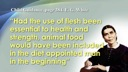 "Had the use of flesh been
essential to health and
strength, animal food
would have been included
in the diet appointed man
in the beginning"